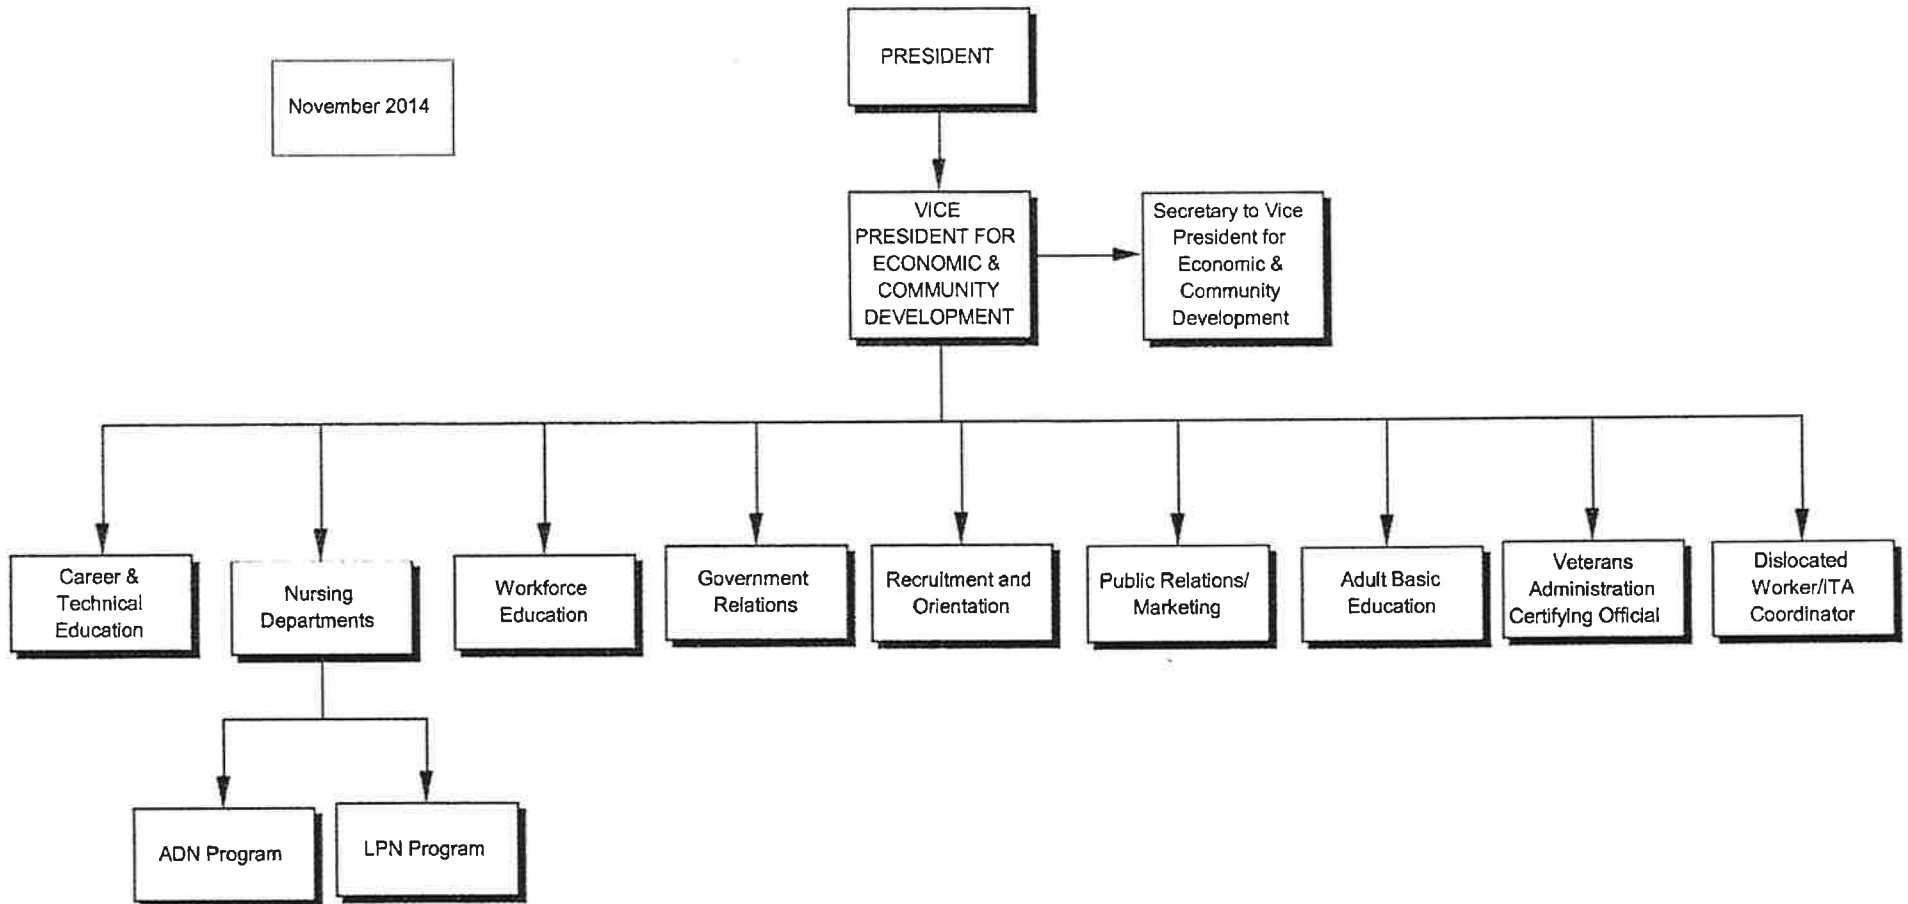 PRESIDENT
November 2014
VICE
PRESIDENT FOR
ECONOMIC &
COMMUNITY
DEVELOPMENT
Secretary to Vice
President for
Economic &
Community
Development
Career &
Technical
Education
Nursing
Departments
Workforce
Education
Government
Relations
Recruitment and
Orientation
Public Relations/
Marketing
Adult Basic
Education
Veterans
Administration
Certifying Official
Dislocated
Worker/ITA
Coordinator
ADN Program
LPN Program